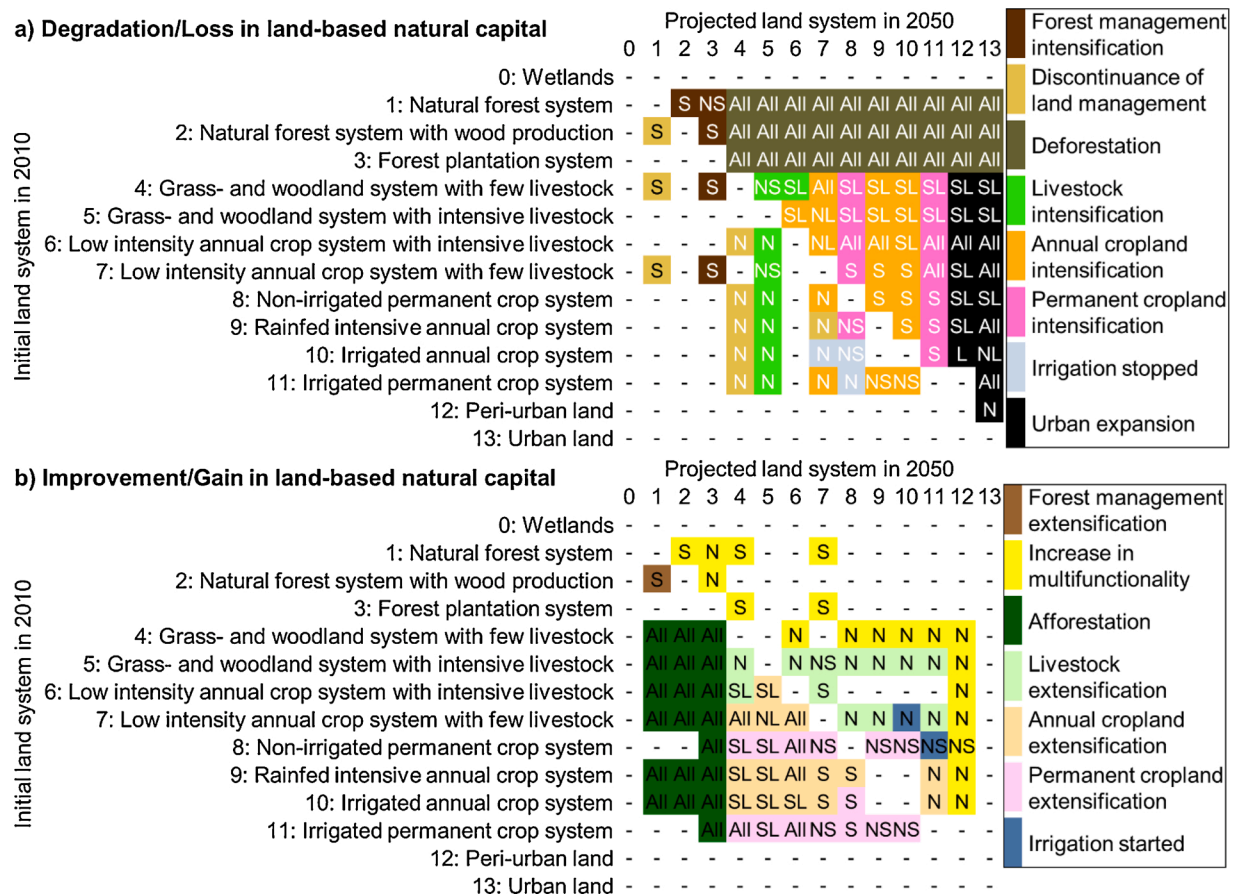 a) Degradation/Loss in land-based natural capital
Projected land system in 2050
0 1 2 3 4 5 6 7 8 9 10 11 12 13
Initial land system in 2010
0: Wetlands - - - - - - - - - - - - - -
1: Natural forest system - - S NS All All All All All All All All All All
2: Natural forest system with wood production - S - S All All All All All All All All All All
3: Forest plantation system - - - - All All All All All All All All All All
4: Grass- and woodland system with few livestock - S - S - NS SL All SL SL SL SL SL SL
5: Grass- and woodland system with intensive livestock - - - - - - SL NL SL SL SL SL SL SL
6: Low intensity annual crop system with intensive livestock - - - - N N - NL All All SL All SL All
7: Low intensity annual crop system with few livestock - S - S - NS - - S S S All SL All
8: Non-irrigated permanent crop system - - - - N N - N - S S S SL SL
9: Rainfed intensive annual crop system - - - - N N - N NS - S S SL All
10: Irrigated annual crop system - - - - N N - N NS - - S L NL
11: Irrigated permanent crop system - - - - N N - N N NS NS - - All
12: Peri-urban land - - - - - - - - - - - - - N
13: Urban land - - - - - - - - - - - - - -
Forest management
intensification
Discontinuance of
land management
Deforestation
Livestock
intensification
Annual cropland
intensification
Permanent cropland
intensification
Irrigation stopped
Urban expansion
b) Improvement/Gain in land-based natural capital
Projected land system in 2050
0 1 2 3 4 5 6 7 8 9 10 11 12 13
Initial land system in 2010
0: Wetlands - - - - - - - - - - - - - -
1: Natural forest system - - S N S - - S - - - - - -
2: Natural forest system with wood production - S - N - - - - - - - - - -
3: Forest plantation system - - - - S - - S - - - - - -
4: Grass- and woodland system with few livestock - All All All - - N - N N N N N -
5: Grass- and woodland system with intensive livestock - All All All N - N NS N N N N N -
6: Low intensity annual crop system with intensive livestock - All All All SL SL - S - - - - N -
7: Low intensity annual crop system with few livestock - All All All All NL All - N N N N N -
8: Non-irrigated permanent crop system - - - All SL SL All NS - NS NS NS NS -
9: Rainfed intensive annual crop system - All All All SL SL All S S - - N N -
10: Irrigated annual crop system - All All All SL SL SL S S - - N N -
11: Irrigated permanent crop system - - - All All SL All NS S NS NS - - -
12: Peri-urban land - - - - - - - - - - - - - -
13: Urban land - - - - - - - - - - - - - -
Forest management
extensification
Increase in
multifunctionality
Afforestation
Livestock
extensification
Annual cropland
extensification
Permanent cropland
extensification
Irrigation started